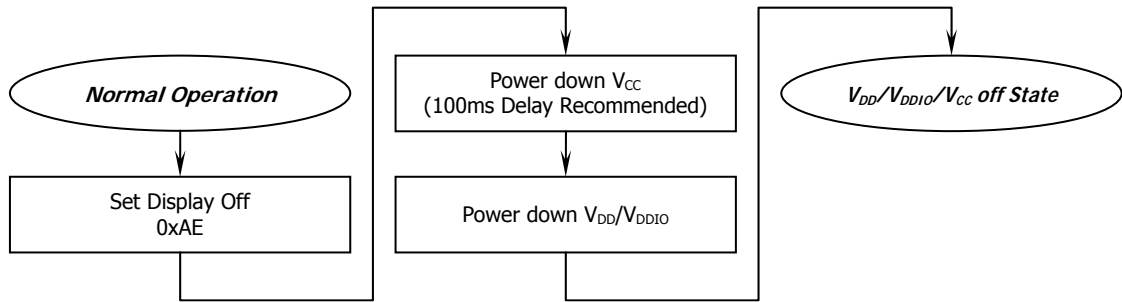 Normal Operation
Set Display Off
0xAE
Power down VCC
(100ms Delay Recommended)
Power down VDD/VDDIO
VDD/VDDIO/VCC off State